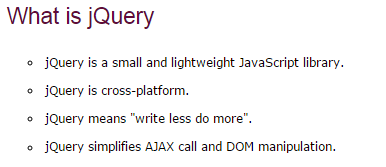 What is jQuery
jQuery is a small and lightweight JavaScript library.
jQuery is cross-platform.
jQuery means "write less do more".
jQuery simplifies AJAX call and DOM manipulation.